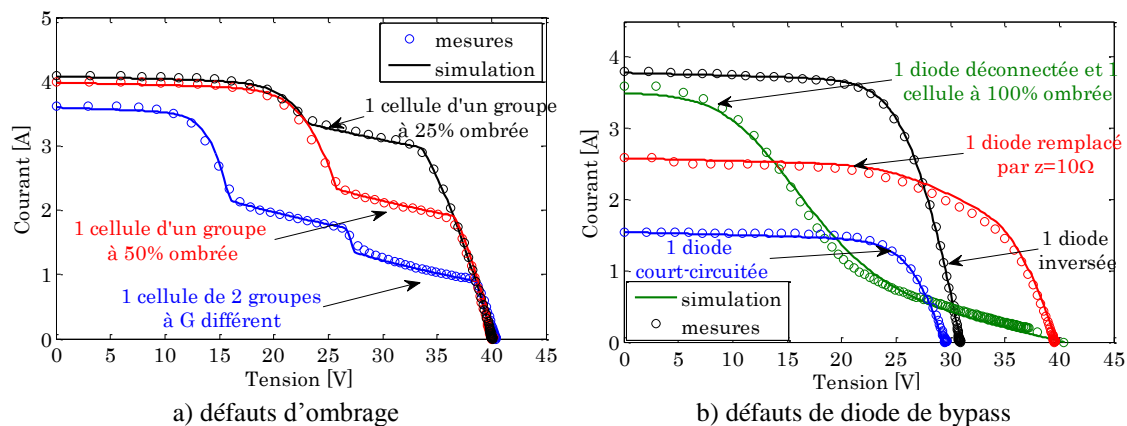 5
4
3
2
1
0
0
5
10
15
20
25
30
35
40
45
Courant [A]
Tension [V]
mesures
simulation
1 cellule d'un groupe
à 25% ombrée
1 cellule d'un groupe
à 50% ombrée
1 cellule de 2 groupes
à G différent
a) défauts d'ombrage
4
3
2
1
0
0
5
10
15
20
25
30
35
40
45
Courant [A]
Tension [V]
1 diode déconnectée et 1
cellule à 100% ombrée
1 diode remplacé
par z=10Ω
1 diode
court-circuitée
1 diode
inversée
simulation
mesures
b) défauts de diode de bypass